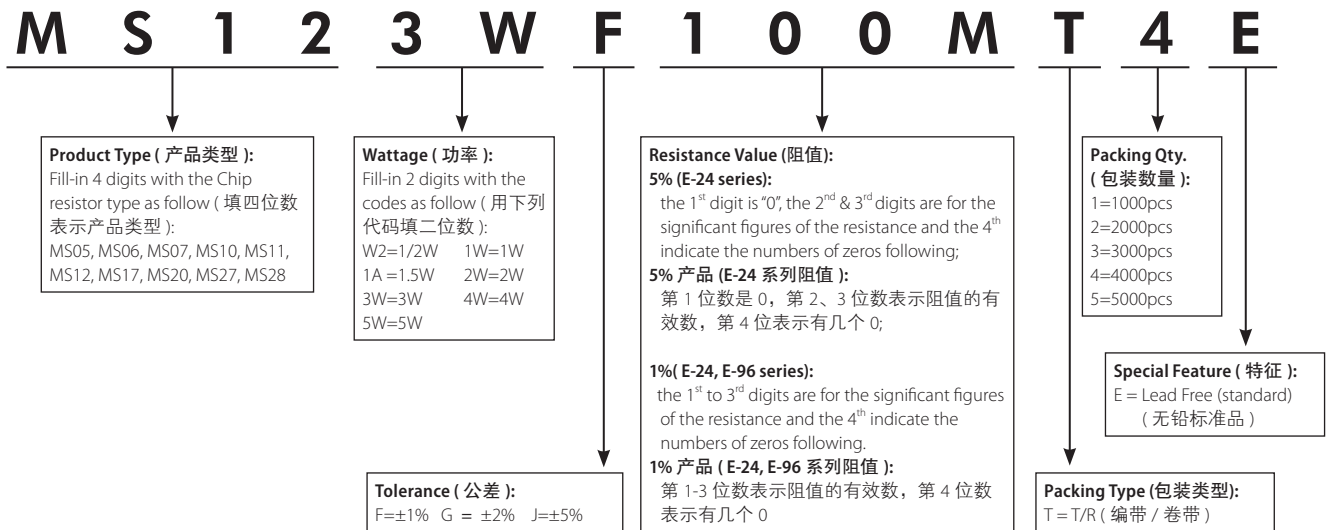 M S 1 2 3 W F 1 0 0 M T 4 E
Product Type ( 产品类型 ):
Fill-in 4 digits with the Chip
resistor type as follow ( 填四位数
表示产品类型 ):
MS05, MS06, MS07, MS10, MS11,
MS12, MS17, MS20, MS27, MS28
Wattage ( 功率 ):
Fill-in 2 digits with the
codes as follow ( 用下列
代码填二位数 ):
W2=1/2W 1W=1W
1A =1.5W 2W=2W
3W=3W 4W=4W
5W=5W
Tolerance ( 公差 ):
F=±1% G = ±2% J=±5%
Resistance Value (阻值):
5% (E-24 series):
the 1st digit is "0", the 2nd & 3rd digits are for the
significant figures of the resistance and the 4th
indicate the numbers of zeros following;
5% 产品 (E-24 系列阻值 ):
第 1 位数是 0，第 2、3 位数表示阻值的有
效数，第 4 位表示有几个 0;
1%( E-24, E-96 series):
the 1st to 3rd digits are for the significant figures
of the resistance and the 4th indicate the
numbers of zeros following.
1% 产品 ( E-24, E-96 系列阻值 ):
第 1-3 位数表示阻值的有效数，第 4 位数
表示有几个 0
Packing Qty.
( 包装数量 ):
1=1000pcs
2=2000pcs
3=3000pcs
4=4000pcs
5=5000pcs
Special Feature ( 特征 ):
E = Lead Free (standard)
( 无铅标准品 )
Packing Type (包装类型):
T = T/R ( 编带 / 卷带 )